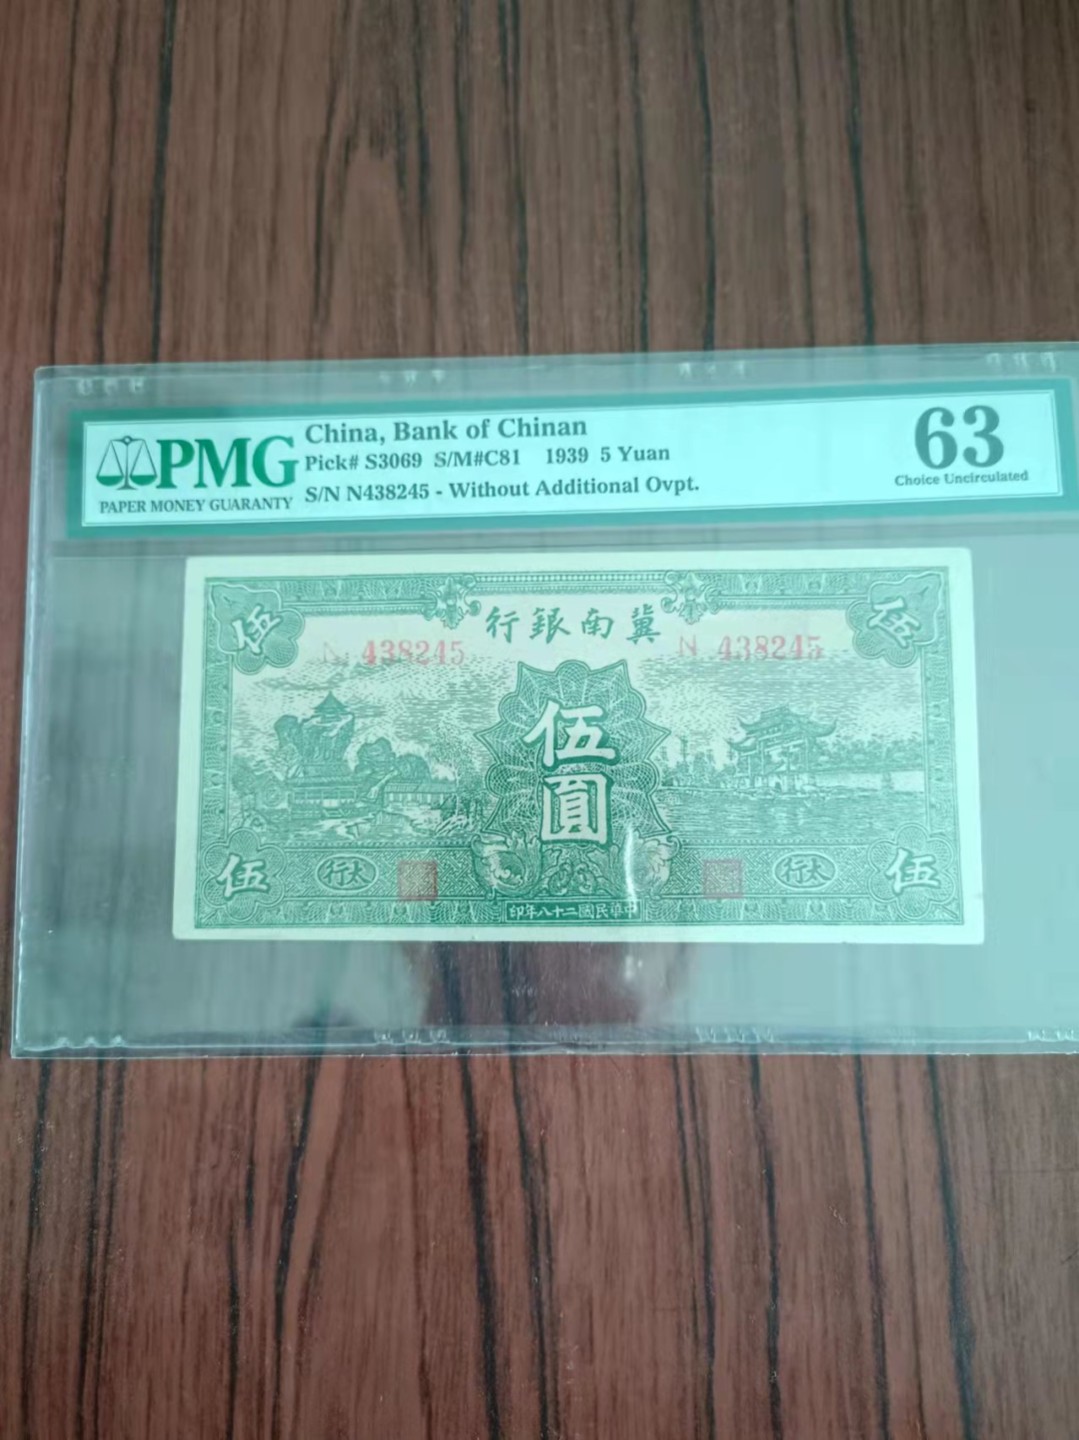 PMG
PAPER MONEY GUARANTY
China, Bank of Chinan
Pick# S3069 S/M#C81 1939 5 Yuan
S/N N438245 - Without Additional Ovpt.
63
Choice Uncirculated
伍
行銀南冀
伍
N 438245
N 438245
伍圓
伍
行太
行太
伍
印年八十二國民華中